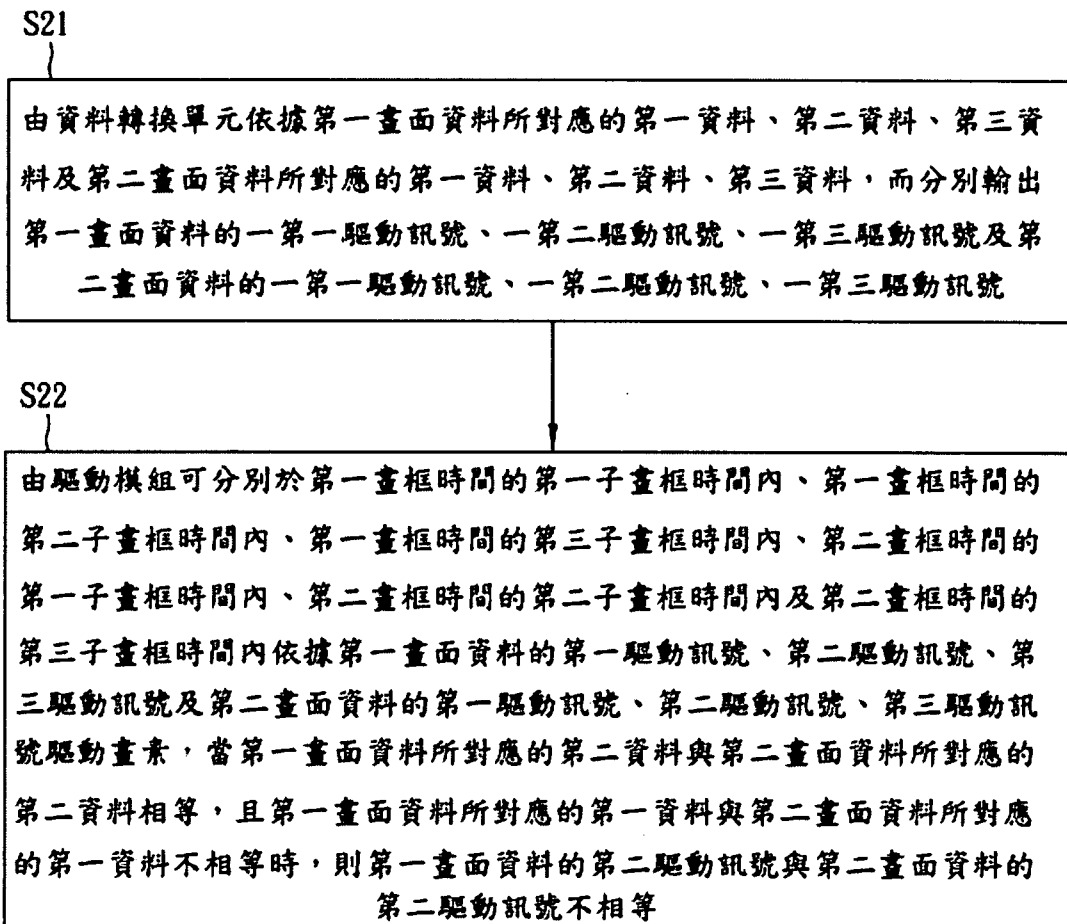 S21
由資料轉換單元依據第一畫面資料所對應的第一資料、第二資料、第三資
料及第二畫面資料所對應的第一資料、第二資料、第三資料，而分別輸出
第一畫面資料的一第一驅動訊號、一第二驅動訊號、一第三驅動訊號及第
二畫面資料的一第一驅動訊號、一第二驅動訊號、一第三驅動訊號
S22
由驅動模組可分別於第一畫框時間的第一子畫框時間內、第一畫框時間的
第二子畫框時間內、第一畫框時間的第三子畫框時間內、第二畫框時間的
第一子畫框時間內、第二畫框時間的第二子畫框時間內及第二畫框時間的
第三子畫框時間內依據第一畫面資料的第一驅動訊號、第二驅動訊號、第
三驅動訊號及第二畫面資料的第一驅動訊號、第二驅動訊號、第三驅動訊
號驅動畫素，當第一畫面資料所對應的第二資料與第二畫面資料所對應的
第二資料相等，且第一畫面資料所對應的第一資料與第二畫面資料所對應
的第一資料不相等時，則第一畫面資料的第二驅動訊號與第二畫面資料的
第二驅動訊號不相等